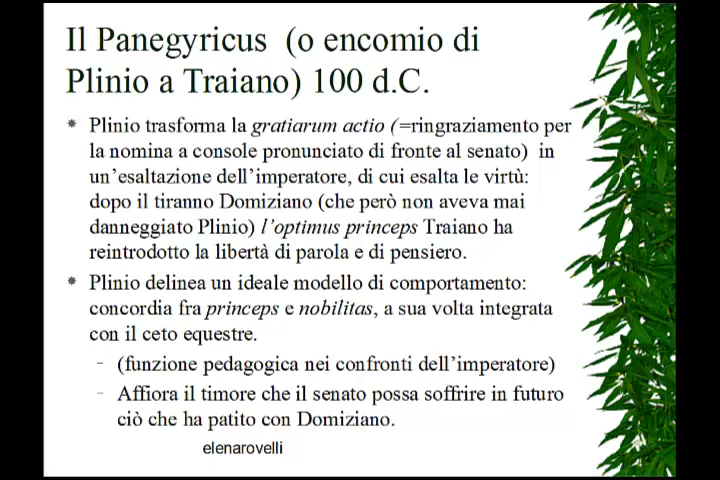 Il Panegyricus (o encomio di
Plinio a Traiano) 100 d.C.
Plinio trasforma la gratiarum actio (=ringraziamento per
la nomina a console pronunciato di fronte al senato) in
un'esaltazione dell'imperatore, di cui esalta le virtù:
dopo il tiranno Domiziano (che però non aveva mai
danneggiato Plinio) l'optimus princeps Traiano ha
reintrodotto la libertà di parola e di pensiero.
Plinio delinea un ideale modello di comportamento:
concordia fra princeps e nobilitas, a sua volta integrata
con il ceto equestre.
– (funzione pedagogica nei confronti dell'imperatore)
– Affiora il timore che il senato possa soffrire in futuro
ciò che ha patito con Domiziano.
elenarovelli